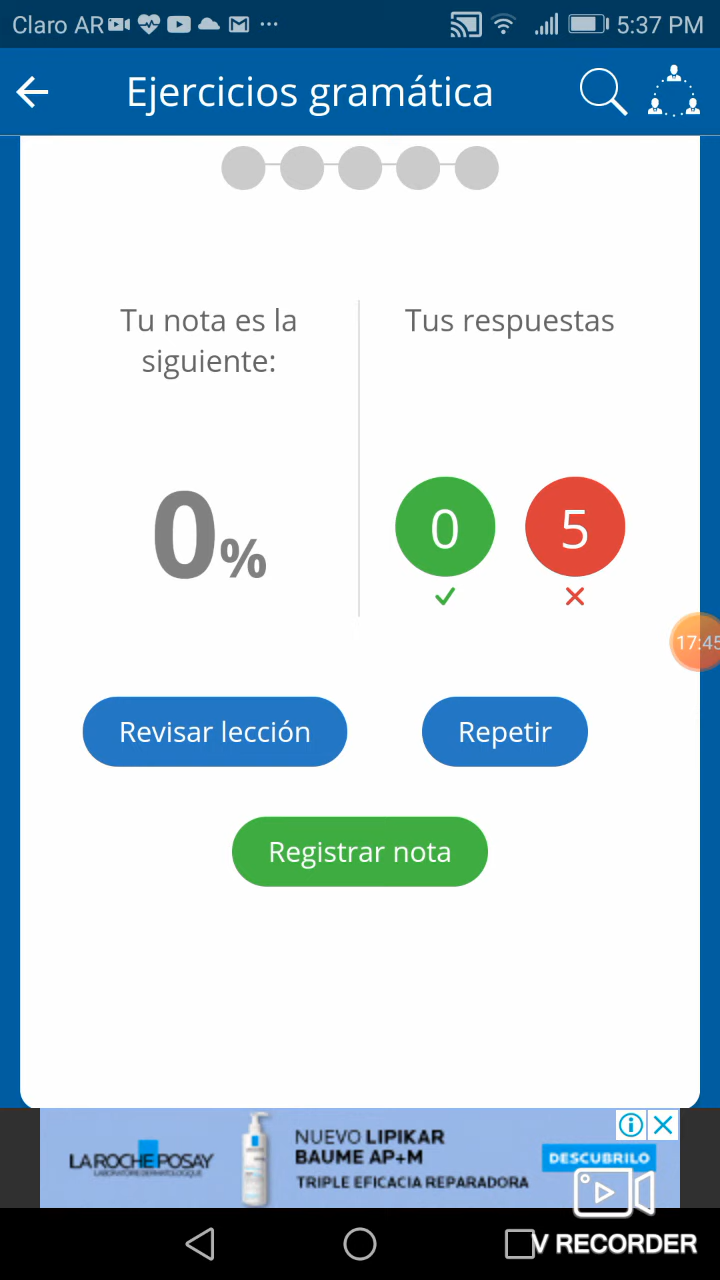 Claro AR
5:37 PM
Ejercicios gramática
Tu nota es la
siguiente:
Tus respuestas
0%
0
5
17:45
Revisar lección
Repetir
Registrar nota
LA ROCHE POSAY
LABORATOIRE DERMATOLOGIQUE
NUEVO LIPIKAR
BAUME AP+M
TRIPLE EFICACIA REPARADORA
DESCUBRILO
V RECORDER